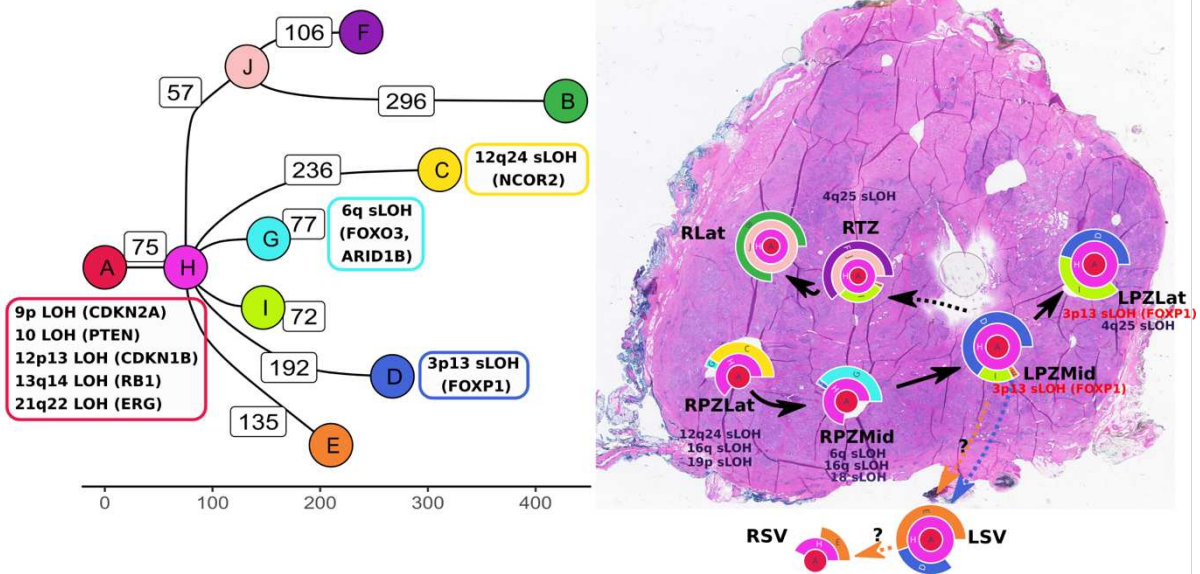 106
F
J
57
296
B
236
C
12q24 sLOH
(NCOR2)
77
G
6q sLOH
(FOXO3,
ARID1B)
75
A
H
I
72
9p LOH (CDKN2A)
10 LOH (PTEN)
12p13 LOH (CDKN1B)
13q14 LOH (RB1)
21q22 LOH (ERG)
192
D
3p13 sLOH
(FOXP1)
135
E
0
100
200
300
400
4q25 sLOH
RLat
J
H
A
RTZ
F
J
H
A
I
D
H
A
I
LPZLat
3p13 sLOH (FOXP1)
4q25 sLOH
D
H
A
I
LPZMid
3p13 sLOH (FOXP1)
C
G
A
RPZLat
12q24 sLOH
16q sLOH
19p sLOH
G
A
RPZMid
6q sLOH
16q sLOH
18 sLOH
?
RSV
H
E
A
?
E
H
A
D
LSV